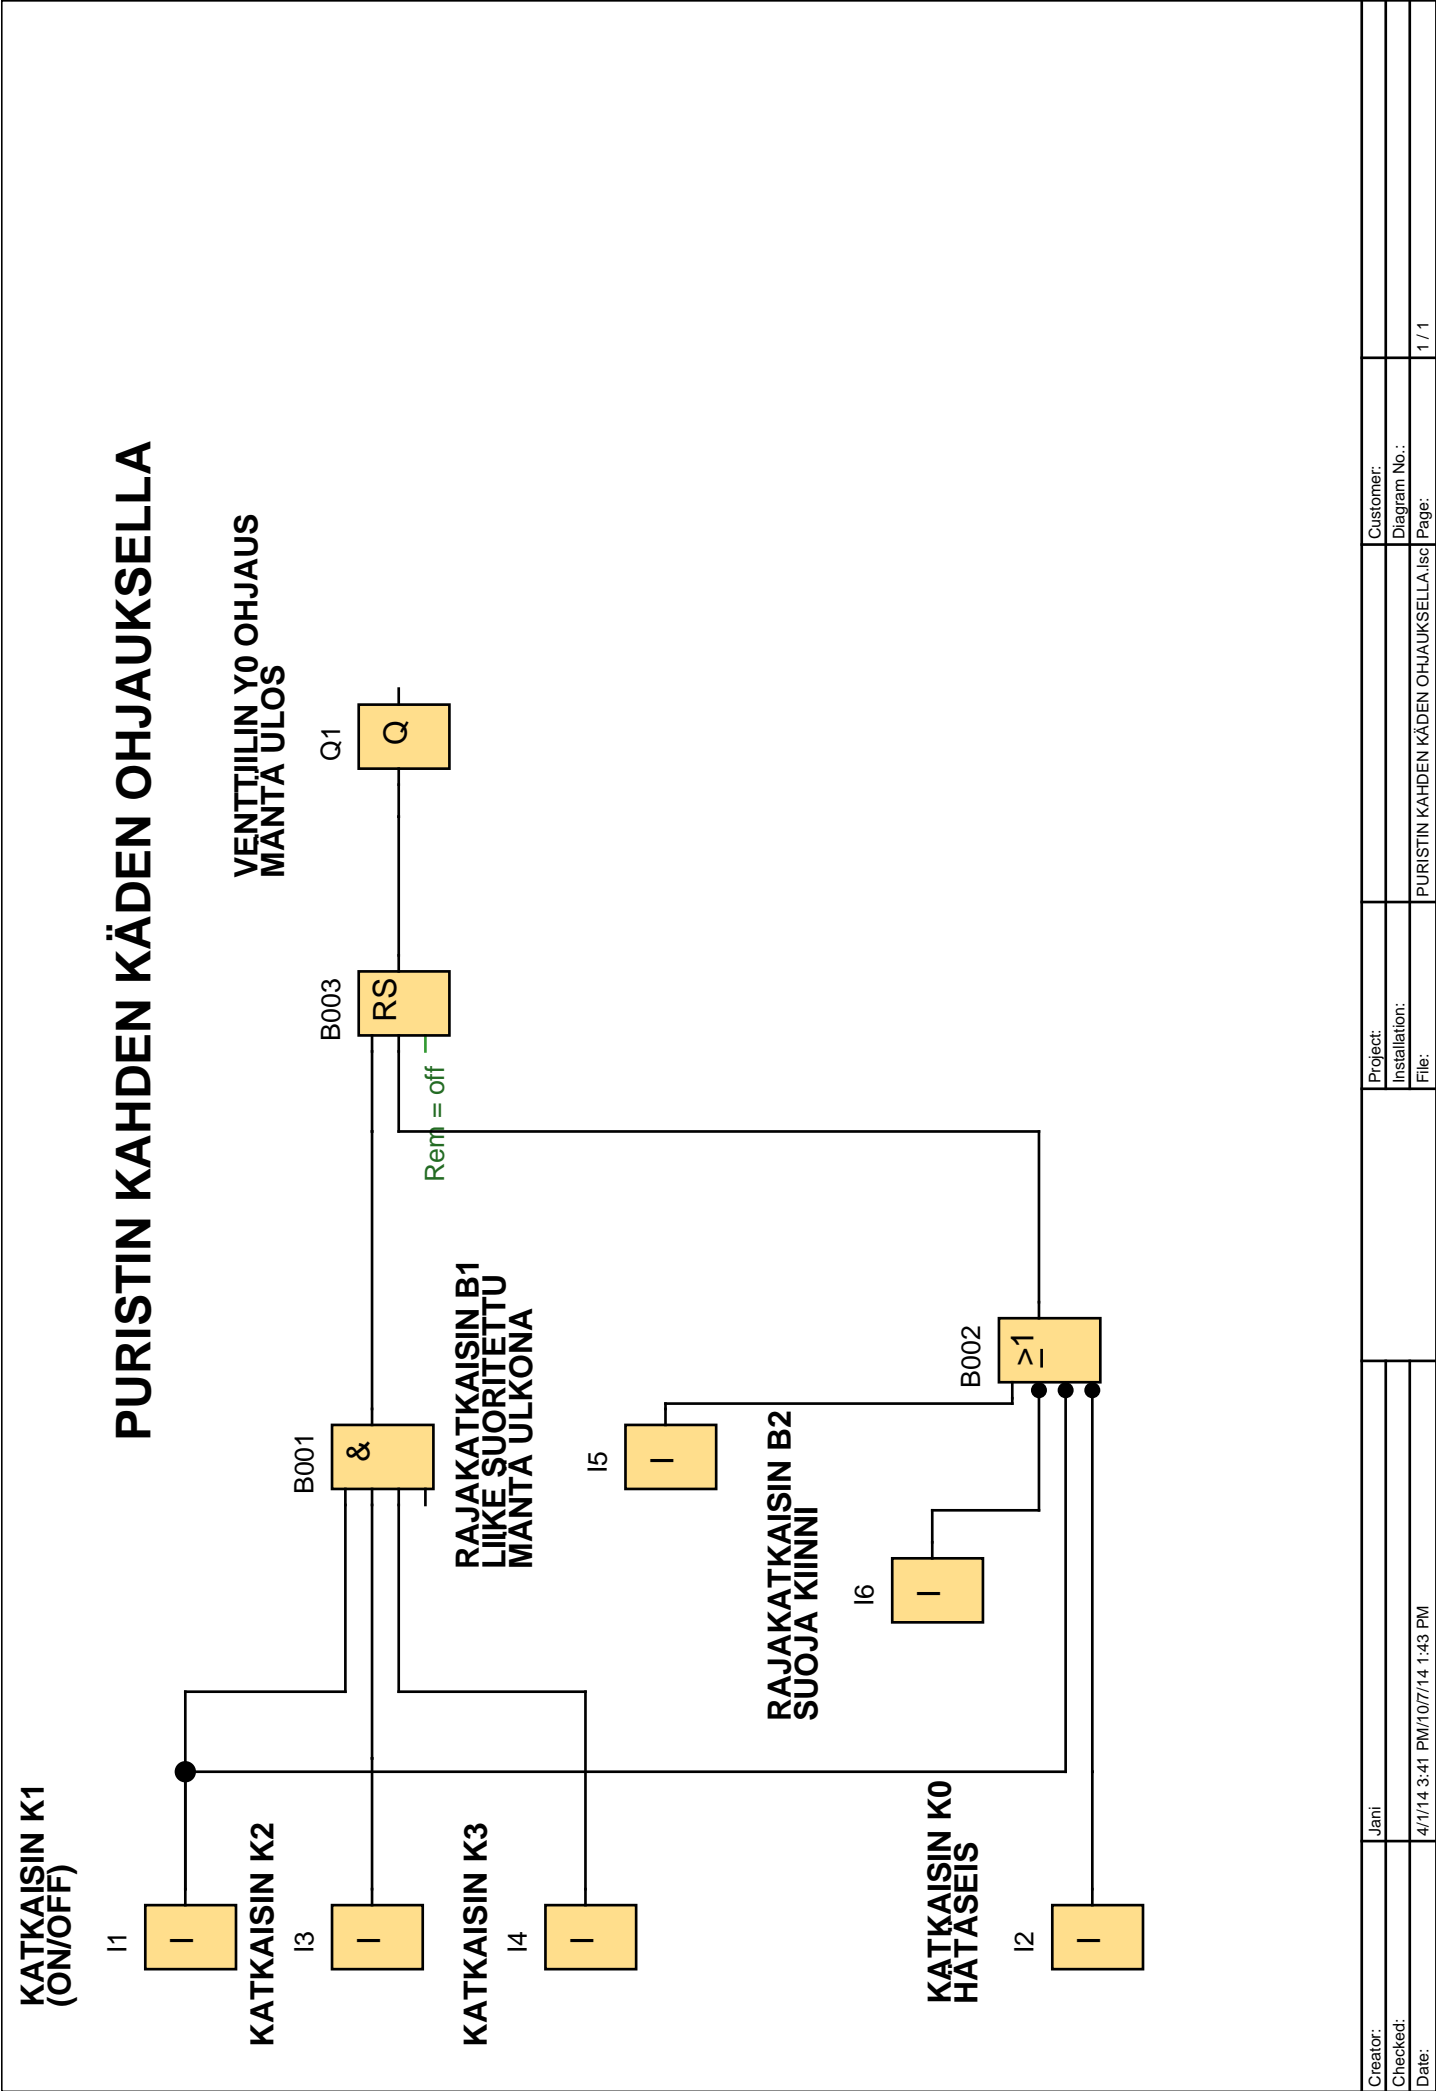 PURISTIN KAHDEN KÄDEN OHJAUKSELLA
KATKAISIN K1
(ON/OFF)
I1
I
KATKAISIN K2
I3
I
KATKAISIN K3
I4
I
B001
&
RAJAKATKAISIN B1
LIIKE SUORITETTU
MÄNTÄ ULKONA
I5
I
RAJAKATKAISIN B2
SUOJA KIINNI
I6
I
KATKAISIN K0
HÄTÄSEIS
I2
I
B002
≥1
B003
RS
Rem = off
VENTTIILIN Y0 OHJAUS
MÄNTÄ ULOS
Q1
Q
Creator: Jani
Checked:
Date: 4/1/14 3:41 PM/10/7/14 1:43 PM
Project:
Installation:
File: PURISTIN KAHDEN KÄDEN OHJAUKSELLA.lsc
Customer:
Diagram No.:
Page: 1 / 1